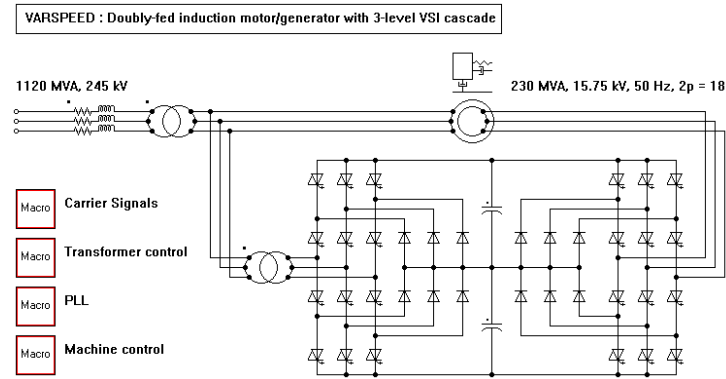 VARSPEED : Doubly-fed induction motor/generator with 3-level VSI cascade
1120 MVA, 245 kV
230 MVA, 15.75 kV, 50 Hz, 2p = 18
Macro Carrier Signals
Macro Transformer control
Macro PLL
Macro Machine control